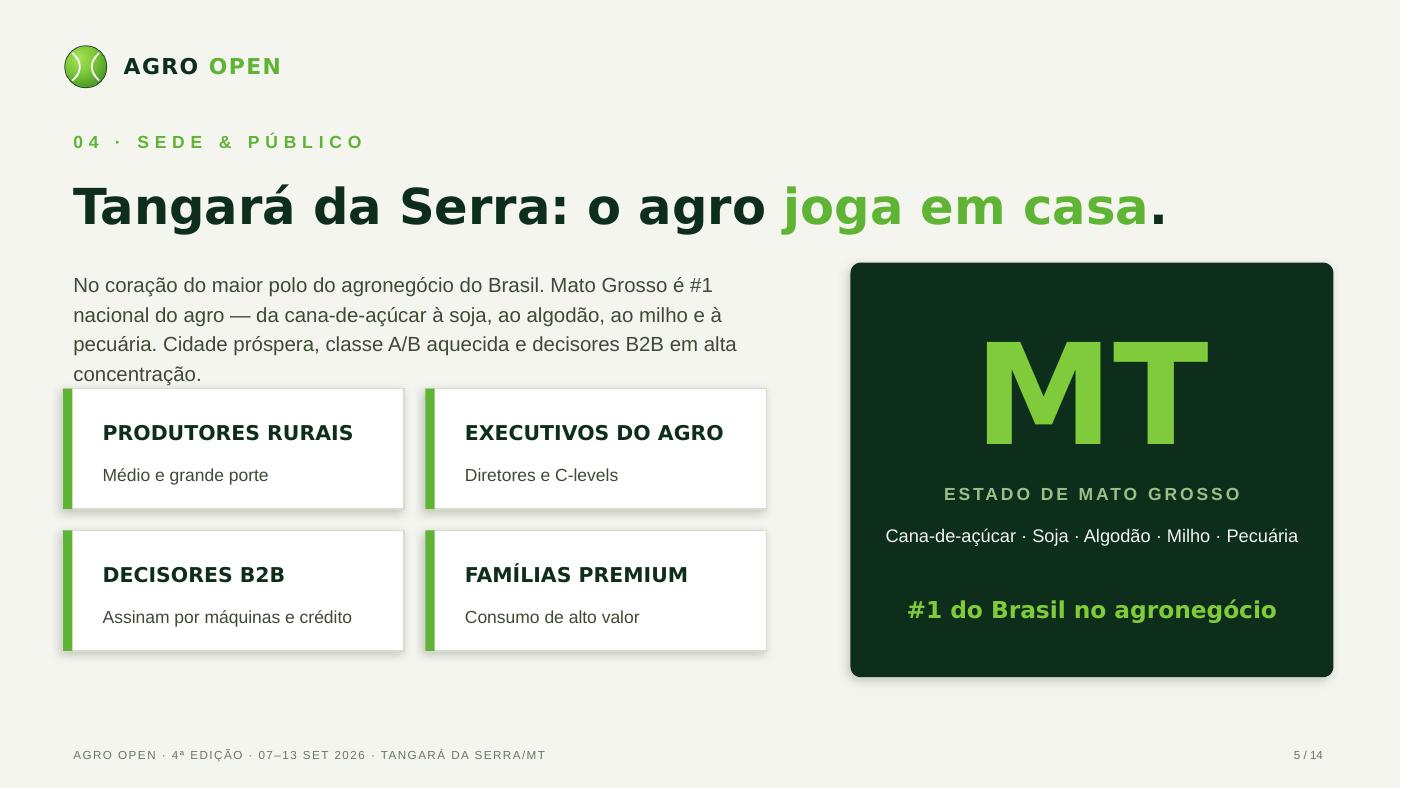 AGRO OPEN
04 · SEDE & PÚBLICO
Tangará da Serra: o agro joga em casa.
No coração do maior polo do agronegócio do Brasil. Mato Grosso é #1
nacional do agro — da cana-de-açúcar à soja, ao algodão, ao milho e à
pecuária. Cidade próspera, classe A/B aquecida e decisores B2B em alta
concentração.
PRODUTORES RURAIS
Médio e grande porte
EXECUTIVOS DO AGRO
Diretores e C-levels
DECISORES B2B
Assinam por máquinas e crédito
FAMÍLIAS PREMIUM
Consumo de alto valor
MT
ESTADO DE MATO GROSSO
Cana-de-açúcar · Soja · Algodão · Milho · Pecuária
#1 do Brasil no agronegócio
AGRO OPEN · 4ª EDIÇÃO · 07–13 SET 2026 · TANGARÁ DA SERRA/MT
5 / 14